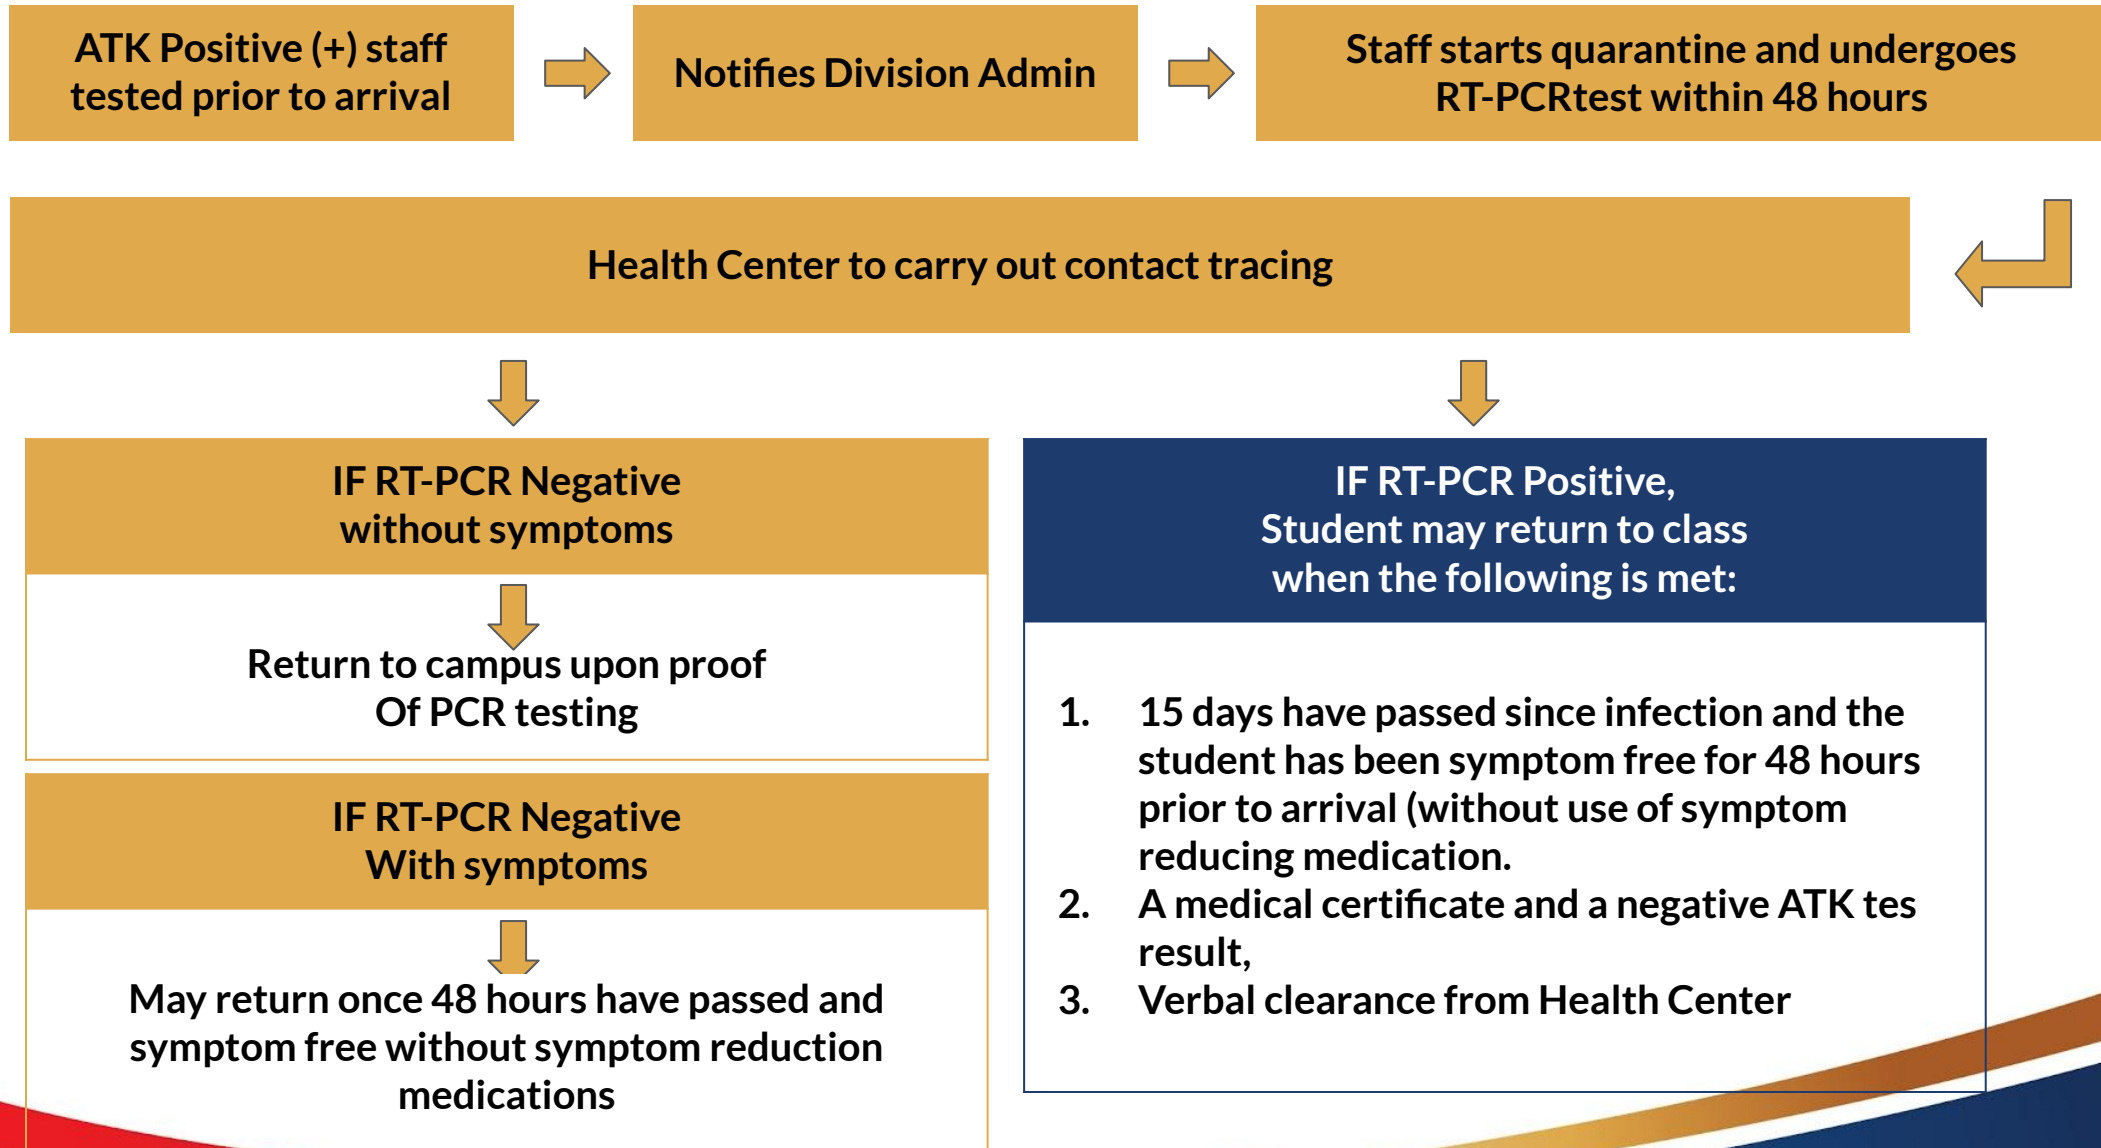 ATK Positive (+) staff
tested prior to arrival
Notifies Division Admin
Staff starts quarantine and undergoes
RT-PCRtest within 48 hours
Health Center to carry out contact tracing
IF RT-PCR Negative
without symptoms
Return to campus upon proof
Of PCR testing
IF RT-PCR Negative
With symptoms
May return once 48 hours have passed and
symptom free without symptom reduction
medications
IF RT-PCR Positive,
Student may return to class
when the following is met:
1. 15 days have passed since infection and the
student has been symptom free for 48 hours
prior to arrival (without use of symptom
reducing medication.
2. A medical certificate and a negative ATK tes
result,
3. Verbal clearance from Health Center